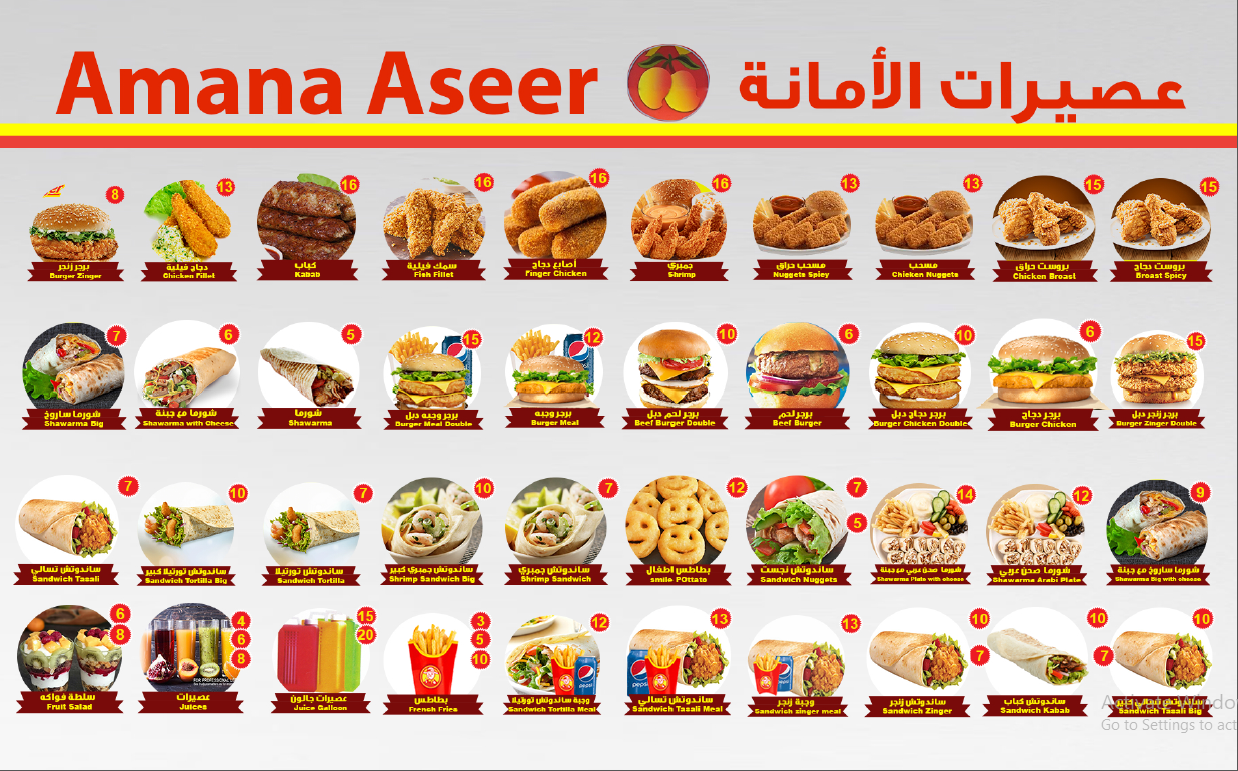 Amana Aseer
عصيرات الأمانة
8
برجر زنجر
Burger Zinger
13
دجاج فيلية
Chicken Fillet
16
كباب
Kabab
16
سمك فيلية
Fish Fillet
16
أصابع دجاج
Finger Chicken
16
جمبري
Shrimp
13
مسحب حراق
Nuggets Spicy
13
مسحب
Chicken Nuggets
15
بروست حراق
Chicken Broast
15
بروست دجاج
Broast Spicy
7
شورما ساروخ
Shawarma Big
6
شورما مع جبنة
Shawarma with Cheese
5
شورما
Shawarma
15
برجر وجبه دبل
Burger Meal Double
12
برجر وجبه
Burger Meal
10
برجر لحم دبل
Beef Burger Double
6
برجر لحم
Beef Burger
10
برجر دجاج دبل
Burger Chicken Double
6
برجر دجاج
Burger Chicken
15
برجر زنجر دبل
Burger Zinger Double
7
ساندوتش تسالي
Sandwich Tasali
10
ساندوتش تورتيلا كبير
Sandwich Tortilla Big
7
ساندوتش تورتيلا
Sandwich Tortilla
10
ساندوتش جمبري كبير
Shrimp Sandwich Big
7
ساندوتش جمبري
Shrimp Sandwich
12
بطاطس اطفال
smile POttato
7
5
ساندوتش نجست
Sandwich Nuggets
14
شورما صحن عربي مع جبنة
Shawarma Plate with cheese
12
شورما صحن عربي
Shawarma Arabi Plate
9
شورما ساروخ مع جبنة
Shawarma Big with cheese
6
8
سلطة فواكه
Fruit Salad
4
6
8
عصيرات
Juices
15
20
عصيرات جالون
Juice Galloon
3
5
10
بطاطس
French Fries
12
pepsi
وجبة ساندوتش تورتيلا
Sandwich Tortilla Meal
13
pepsi
ساندوتش تسالي
Sandwich Tasali Meal
13
pepsi
وجبة زنجر
Sandwich zinger meal
10
7
ساندوتش زنجر
Sandwich Zinger
10
7
ساندوتش كباب
Sandwich Kabab
10
Sandwich Tasali Big
Go to Settings to act